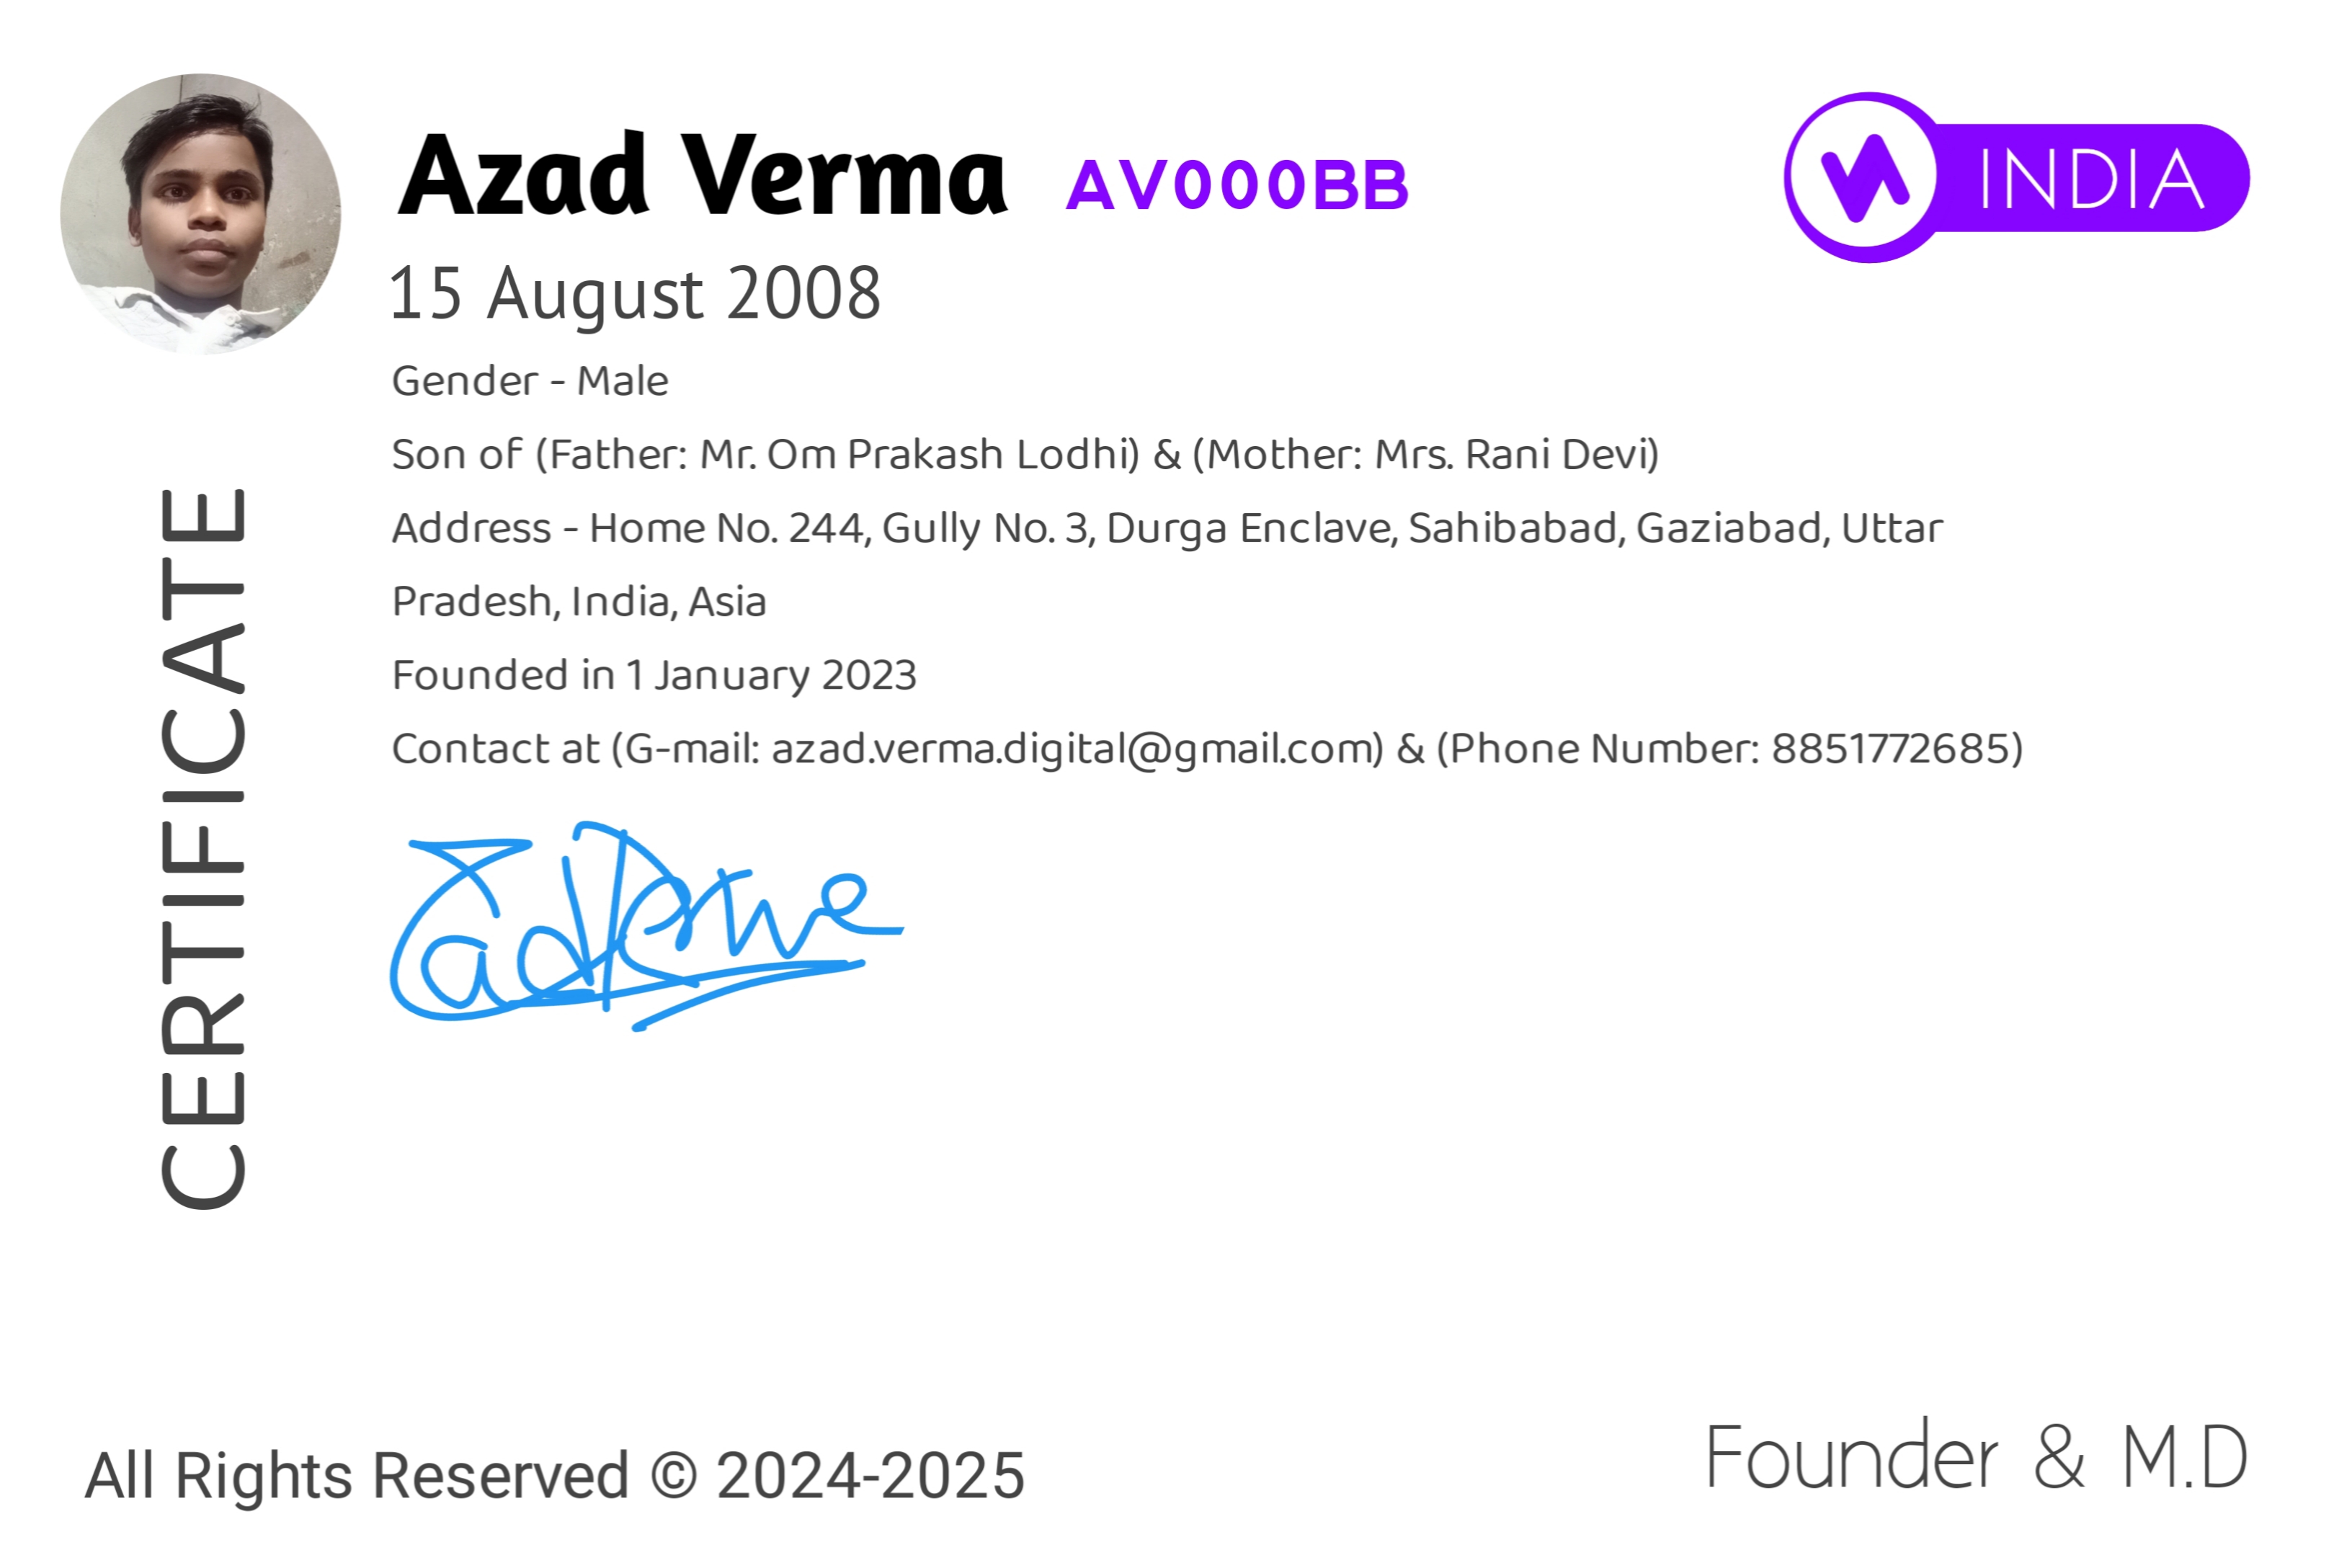 Azad Verma AV000BB
INDIA
15 August 2008
Gender - Male
Son of (Father: Mr. Om Prakash Lodhi) & (Mother: Mrs. Rani Devi)
Address - Home No. 244, Gully No. 3, Durga Enclave, Sahibabad, Gaziabad, Uttar
Pradesh, India, Asia
Founded in 1 January 2023
Contact at (G-mail: azad.verma.digital@gmail.com) & (Phone Number: 8851772685)
CERTIFICATE
All Rights Reserved © 2024-2025
Founder & M.D